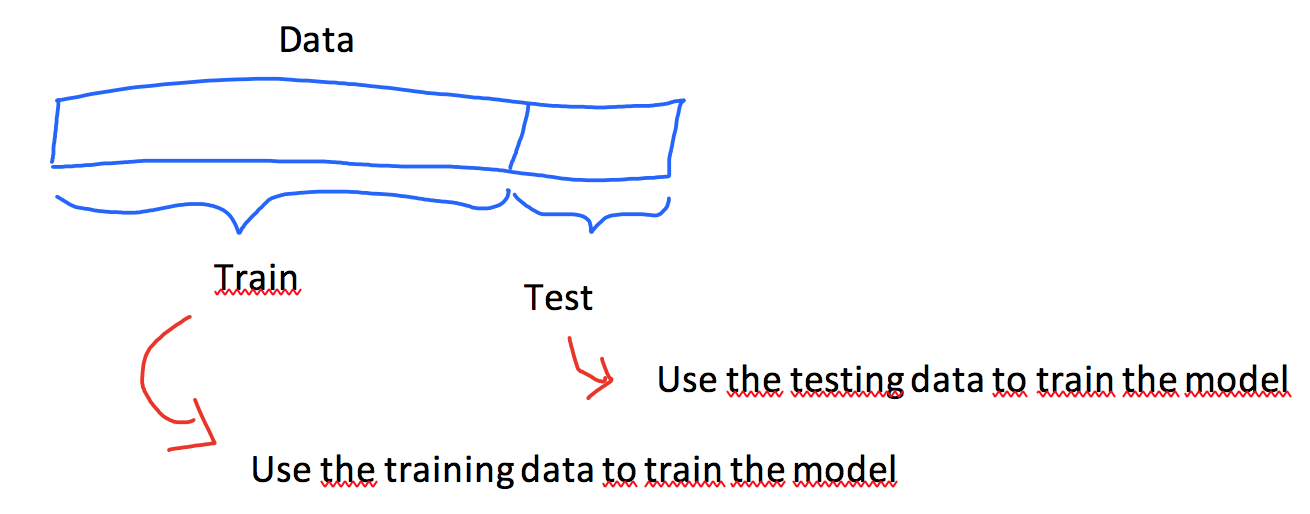 Data
Train
Test
Use the testing data to train the model
Use the training data to train the model